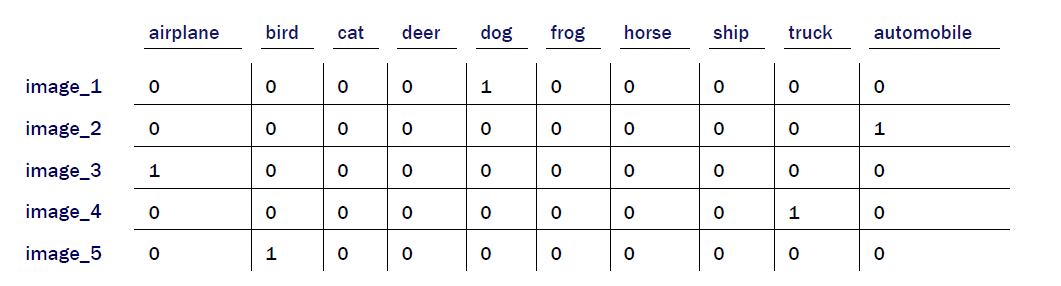 airplane bird cat deer dog frog horse ship truck automobile
image_1 0 0 0 0 1 0 0 0 0 0
image_2 0 0 0 0 0 0 0 0 0 1
image_3 1 0 0 0 0 0 0 0 0 0
image_4 0 0 0 0 0 0 0 0 1 0
image_5 0 1 0 0 0 0 0 0 0 0